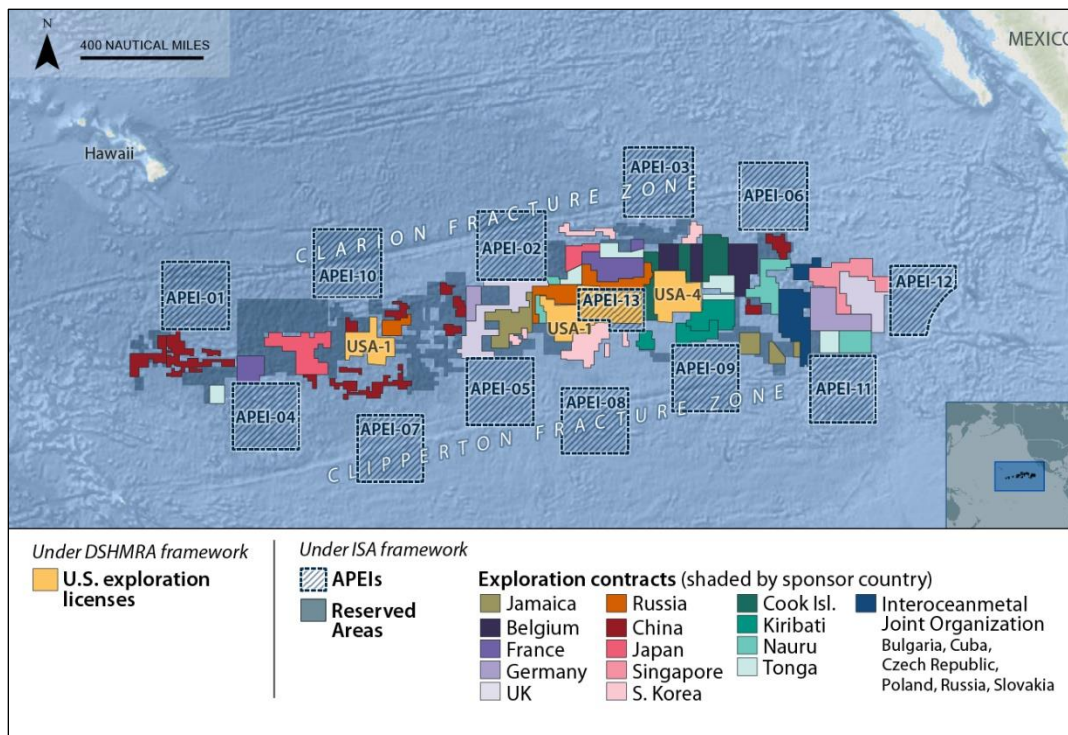 N
400 NAUTICAL MILES
MEXICO
Hawaii
CLARION FRACTURE ZONE
APEI-03
APEI-06
APEI-02
APEI-10
APEI-01
APEI-12
APEI-13
USA-4
USA-1
USA-1
APEI-09
APEI-11
APEI-05
APEI-08
APEI-04
APEI-07
CLIPPERTON FRACTURE ZONE
Under DSHMRA framework
U.S. exploration
licenses
Under ISA framework
APEIs
Reserved
Areas
Exploration contracts (shaded by sponsor country)
Jamaica
Belgium
France
Germany
UK
Russia
China
Japan
Singapore
S. Korea
Cook Isl.
Kiribati
Nauru
Tonga
Interoceanmetal
Joint Organization
Bulgaria, Cuba,
Czech Republic,
Poland, Russia, Slovakia